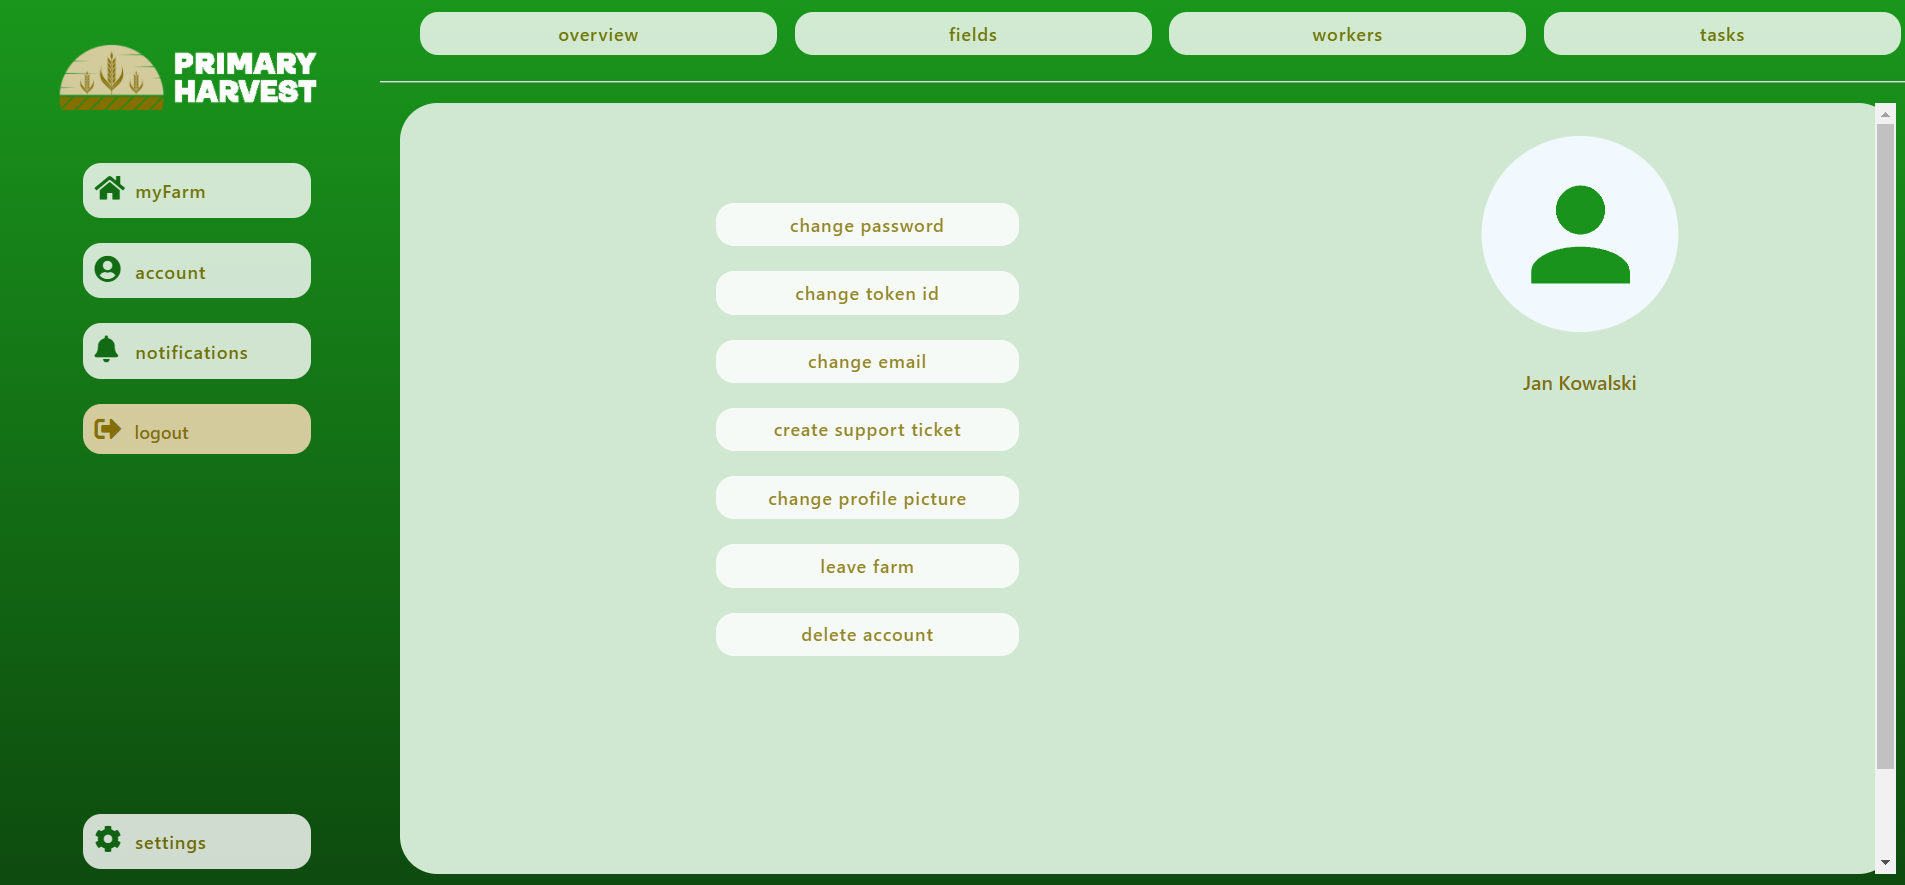 PRIMARY
HARVEST
overview
fields
workers
tasks
myFarm
account
notifications
logout
settings
change password
change token id
change email
create support ticket
change profile picture
leave farm
delete account
Jan Kowalski